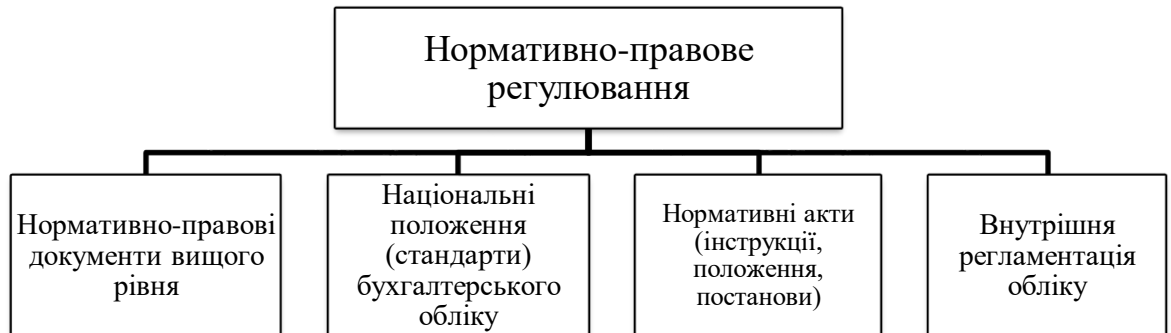 Нормативно-правове
регулювання
Нормативно-правові
документи вищого
рівня
Національні
положення
(стандарти)
бухгалтерського
обліку
Нормативні акти
(інструкції,
положення,
постанови)
Внутрішня
регламентація
обліку